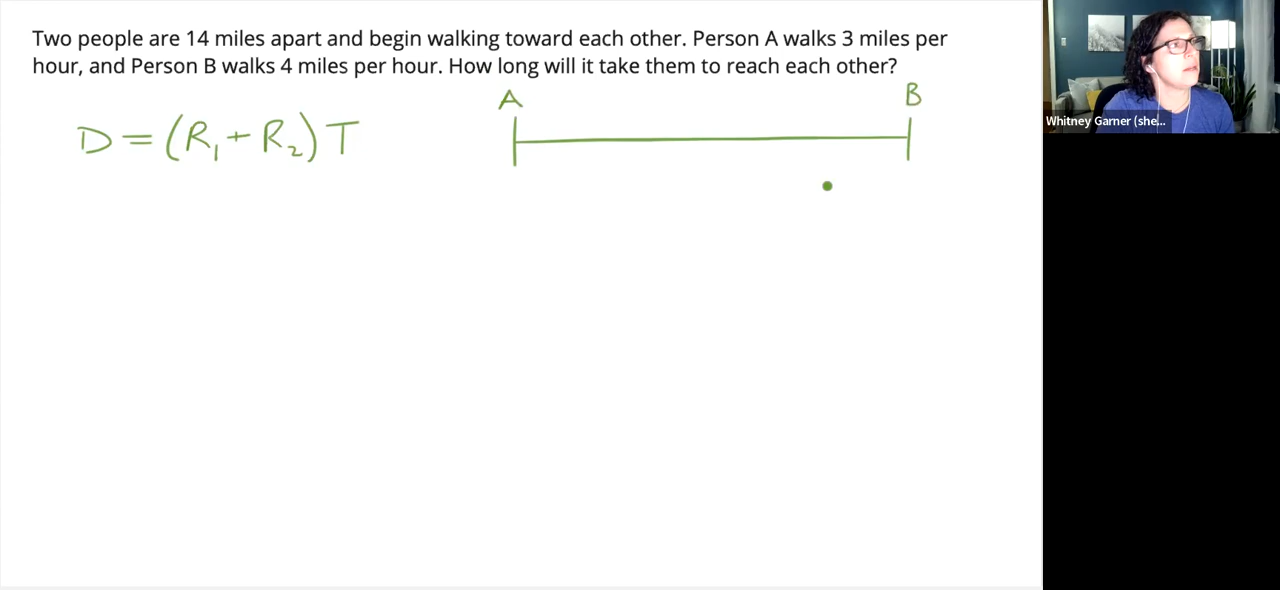 Two people are 14 miles apart and begin walking toward each other. Person A walks 3 miles per
hour, and Person B walks 4 miles per hour. How long will it take them to reach each other?
A B
D = (R₁ + R₂) T
Whitney Garner (she...